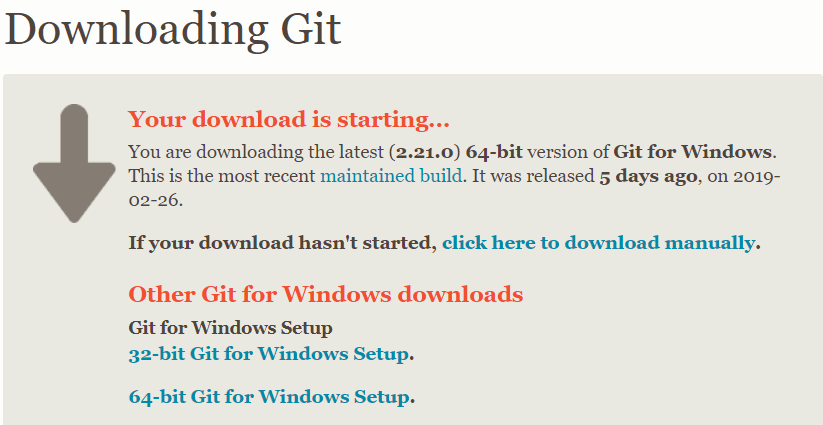 Downloading Git
Your download is starting...
You are downloading the latest (2.21.0) 64-bit version of Git for Windows.
This is the most recent maintained build. It was released 5 days ago, on 2019-
02-26.
If your download hasn't started, click here to download manually.
Other Git for Windows downloads
Git for Windows Setup
32-bit Git for Windows Setup.
64-bit Git for Windows Setup.